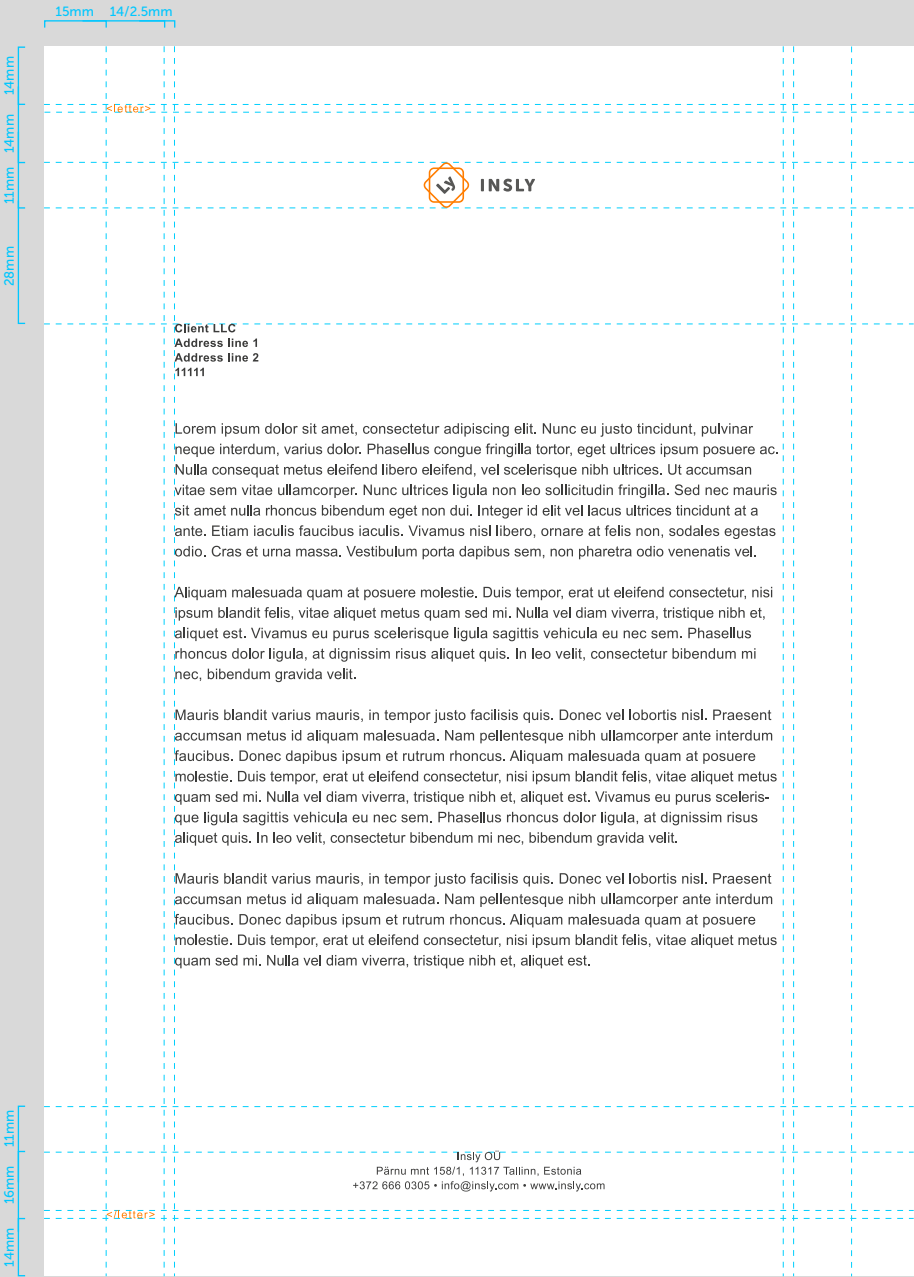 15mm 14/2.5mm
14mm
<letter>
14mm
11mm
Ly INSLY
28mm
Client LLC
Address line 1
Address line 2
11111
Lorem ipsum dolor sit amet, consectetur adipiscing elit. Nunc eu justo tincidunt, pulvinar
neque interdum, varius dolor. Phasellus congue fringilla tortor, eget ultrices ipsum posuere ac.
Nulla consequat metus eleifend libero eleifend, vel scelerisque nibh ultrices. Ut accumsan
vitae sem vitae ullamcorper. Nunc ultrices ligula non leo sollicitudin fringilla. Sed nec mauris
sit amet nulla rhoncus bibendum eget non dui. Integer id elit vel lacus ultrices tincidunt at a
ante. Etiam iaculis faucibus iaculis. Vivamus nisl libero, ornare at felis non, sodales egestas
odio. Cras et urna massa. Vestibulum porta dapibus sem, non pharetra odio venenatis vel.
Aliquam malesuada quam at posuere molestie. Duis tempor, erat ut eleifend consectetur, nisi
ipsum blandit felis, vitae aliquet metus quam sed mi. Nulla vel diam viverra, tristique nibh et,
aliquet est. Vivamus eu purus scelerisque ligula sagittis vehicula eu nec sem. Phasellus
rhoncus dolor ligula, at dignissim risus aliquet quis. In leo velit, consectetur bibendum mi
nec, bibendum gravida velit.
Mauris blandit varius mauris, in tempor justo facilisis quis. Donec vel lobortis nisl. Praesent
accumsan metus id aliquam malesuada. Nam pellentesque nibh ullamcorper ante interdum
faucibus. Donec dapibus ipsum et rutrum rhoncus. Aliquam malesuada quam at posuere
molestie. Duis tempor, erat ut eleifend consectetur, nisi ipsum blandit felis, vitae aliquet metus
quam sed mi. Nulla vel diam viverra, tristique nibh et, aliquet est. Vivamus eu purus sceleris-
que ligula sagittis vehicula eu nec sem. Phasellus rhoncus dolor ligula, at dignissim risus
aliquet quis. In leo velit, consectetur bibendum mi nec, bibendum gravida velit.
Mauris blandit varius mauris, in tempor justo facilisis quis. Donec vel lobortis nisl. Praesent
accumsan metus id aliquam malesuada. Nam pellentesque nibh ullamcorper ante interdum
faucibus. Donec dapibus ipsum et rutrum rhoncus. Aliquam malesuada quam at posuere
molestie. Duis tempor, erat ut eleifend consectetur, nisi ipsum blandit felis, vitae aliquet metus
quam sed mi. Nulla vel diam viverra, tristique nibh et, aliquet est.
11mm
Insly OÜ
Pärnu mnt 158/1, 11317 Tallinn, Estonia
16mm
+372 666 0305 • info@insly.com • www.insly.com
</letter>
14mm